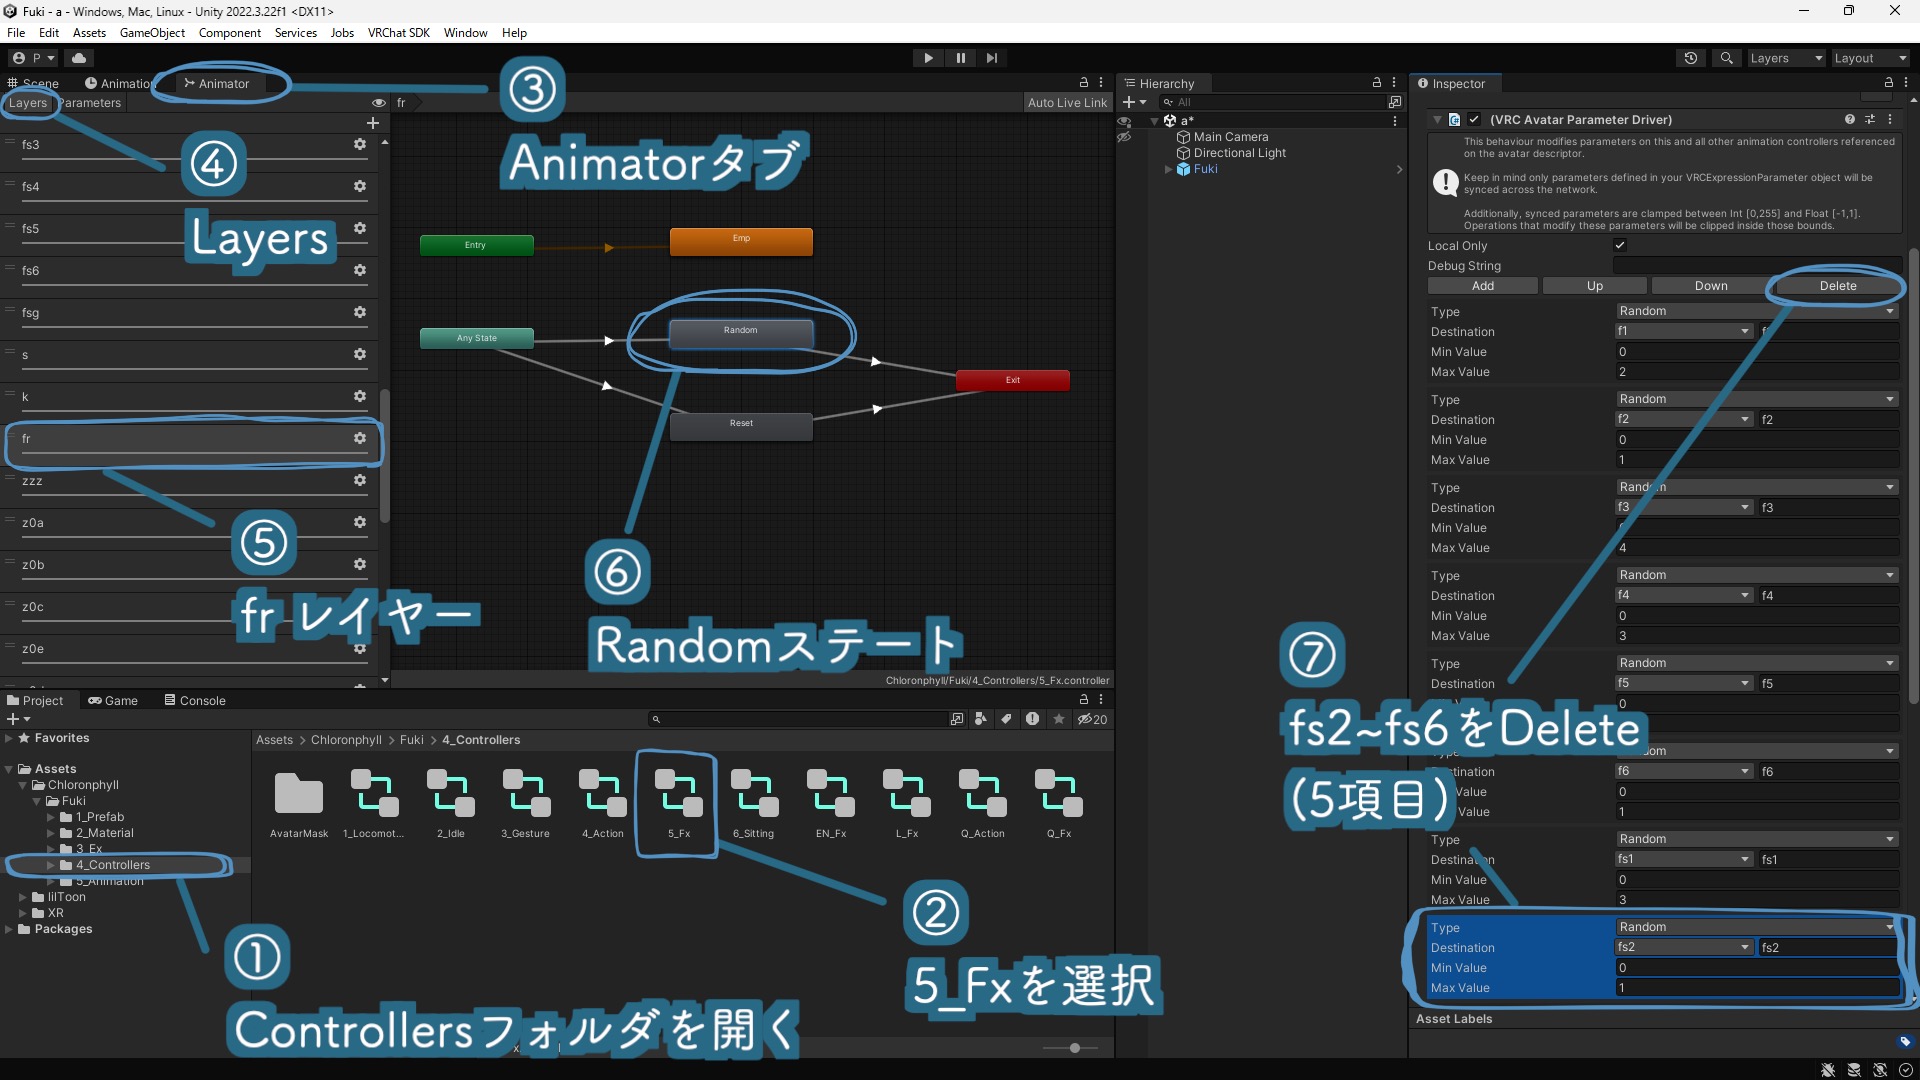 Fuki - a - Windows, Mac, Linux - Unity 2022.3.22f1 <DX11>
File Edit Assets GameObject Component Services Jobs VRChat SDK Window Help
P
Layers Layout
Scene Animation Animator
Layers Parameters
fr
Auto Live Link
fs3
fs4
fs5
fs6
fsg
s
k
fr
zzz
z0a
z0b
z0c
z0e
Entry
Emp
Any State
Random
Exit
Reset
Chloronphyll/Fuki/4_Controllers/5_Fx.controller
③
Animatorタブ
④
Layers
⑤
fr レイヤー
⑥
Randomステート
Hierarchy
All
a*
Main Camera
Directional Light
Fuki
Inspector
(VRC Avatar Parameter Driver)
This behaviour modifies parameters on this and all other animation controllers referenced
on the avatar descriptor.
Keep in mind only parameters defined in your VRCExpressionParameter object will be
synced across the network.
Additionally, synced parameters are clamped between Int [0,255] and Float [-1,1].
Operations that modify these parameters will be clipped inside those bounds.
Local Only
Debug String
Add Up Down Delete
Type Random
Destination f1
Min Value 0
Max Value 2
Type Random
Destination f2 f2
Min Value 0
Max Value 1
Type Random
Destination f3 f3
Min Value
Max Value 4
Type Random
Destination f4 f4
Min Value 0
Max Value 3
Type Random
Destination f5 f5
0
⑦
fs2~fs6をDelete
(5項目)
Destination f6 f6
0
1
Type Random
Destination fs1 fs1
Min Value 0
Max Value 3
Type Random
Destination fs2 fs2
Min Value 0
Max Value 1
Asset Labels
Project Game Console
20
Favorites
Assets
Chloronphyll
Fuki
1_Prefab
2_Material
3_Ex
4_Controllers
5_Animation
lilToon
XR
Packages
Assets > Chloronphyll > Fuki > 4_Controllers
AvatarMask 1_Locomot... 2_Idle 3_Gesture 4_Action 5_Fx 6_Sitting EN_Fx L_Fx Q_Action Q_Fx
①
Controllersフォルダを開く
②
5_Fxを選択